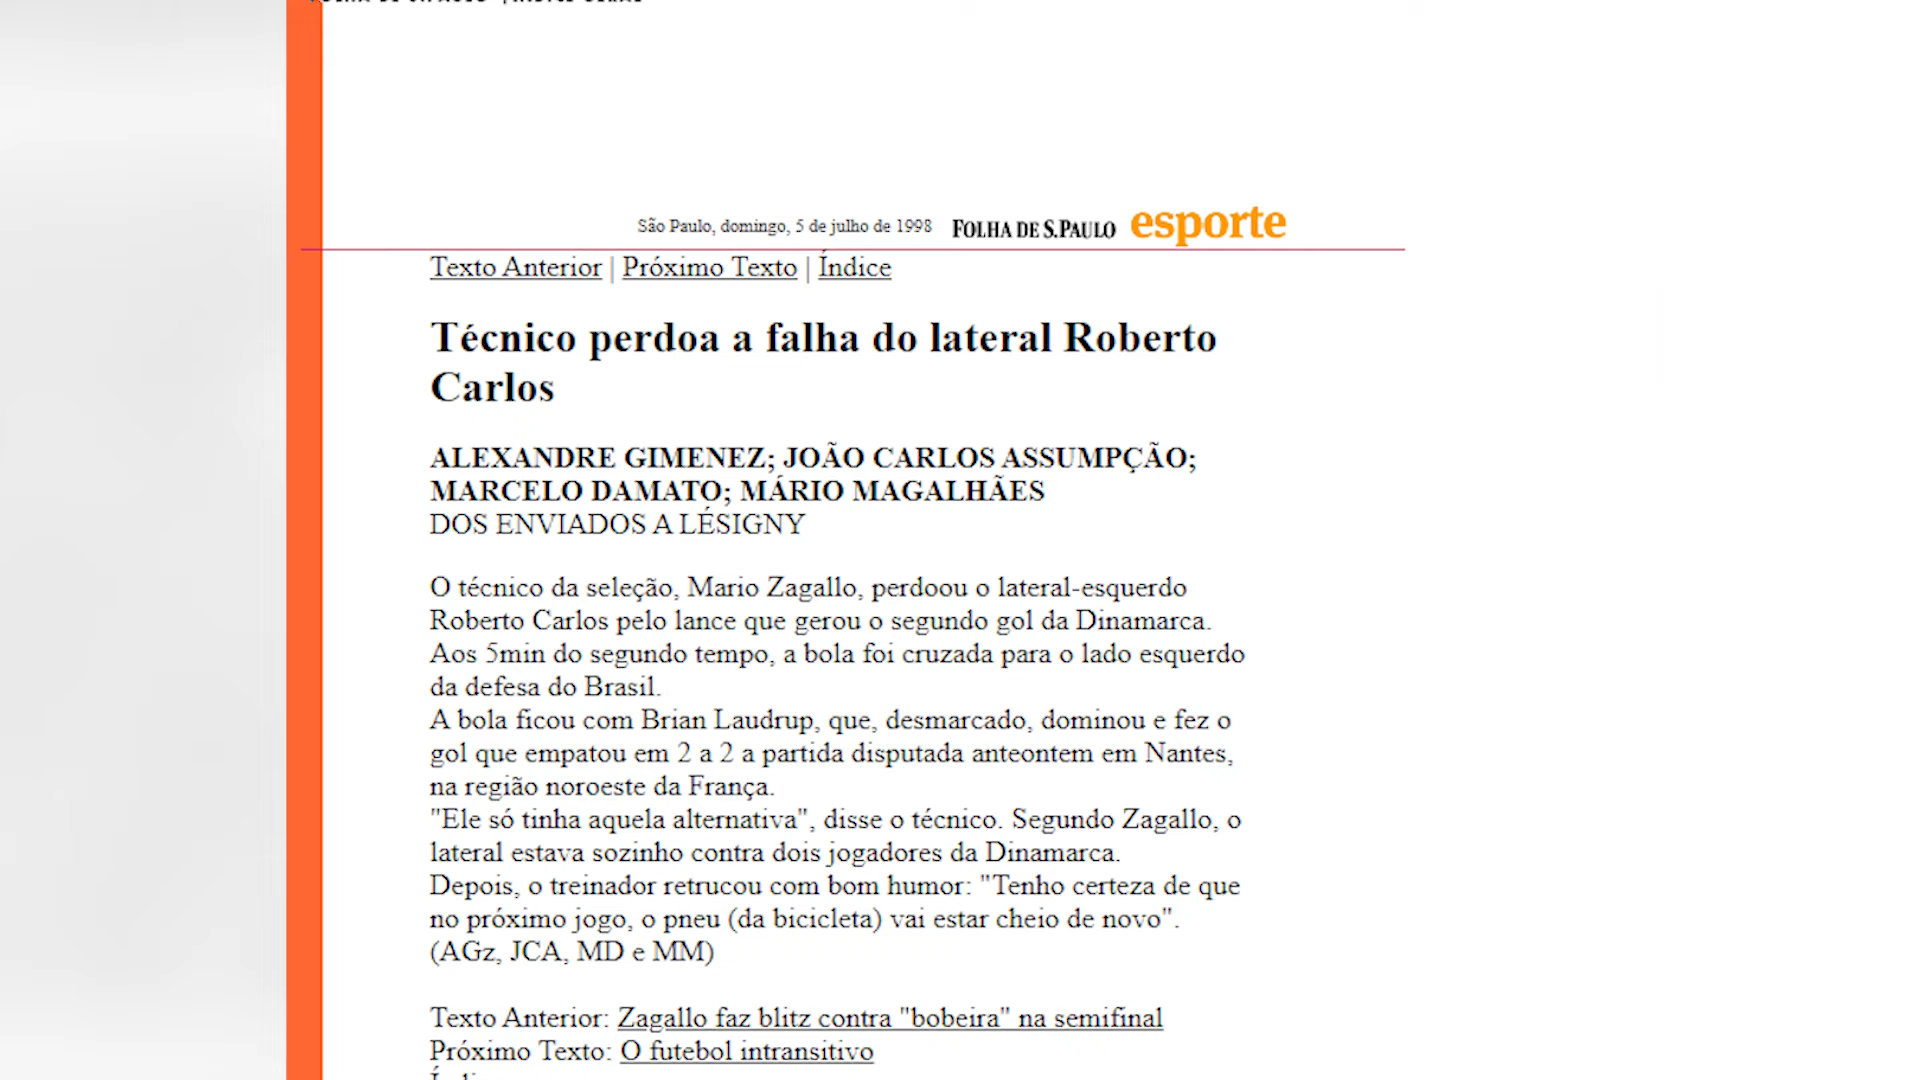 São Paulo, domingo, 5 de julho de 1998 FOLHA DE S.PAULO esporte
Texto Anterior | Próximo Texto | Índice
Técnico perdoa a falha do lateral Roberto
Carlos
ALEXANDRE GIMENEZ; JOÃO CARLOS ASSUMPÇÃO;
MARCELO DAMATO; MÁRIO MAGALHÃES
DOS ENVIADOS A LÉSIGNY
O técnico da seleção, Mario Zagallo, perdoou o lateral-esquerdo
Roberto Carlos pelo lance que gerou o segundo gol da Dinamarca.
Aos 5min do segundo tempo, a bola foi cruzada para o lado esquerdo
da defesa do Brasil.
A bola ficou com Brian Laudrup, que, desmarcado, dominou e fez o
gol que empatou em 2 a 2 a partida disputada anteontem em Nantes,
na região noroeste da França.
"Ele só tinha aquela alternativa", disse o técnico. Segundo Zagallo, o
lateral estava sozinho contra dois jogadores da Dinamarca.
Depois, o treinador retrucou com bom humor: "Tenho certeza de que
no próximo jogo, o pneu (da bicicleta) vai estar cheio de novo".
(AGz, JCA, MD e MM)
Texto Anterior: Zagallo faz blitz contra "bobeira" na semifinal
Próximo Texto: O futebol intransitivo